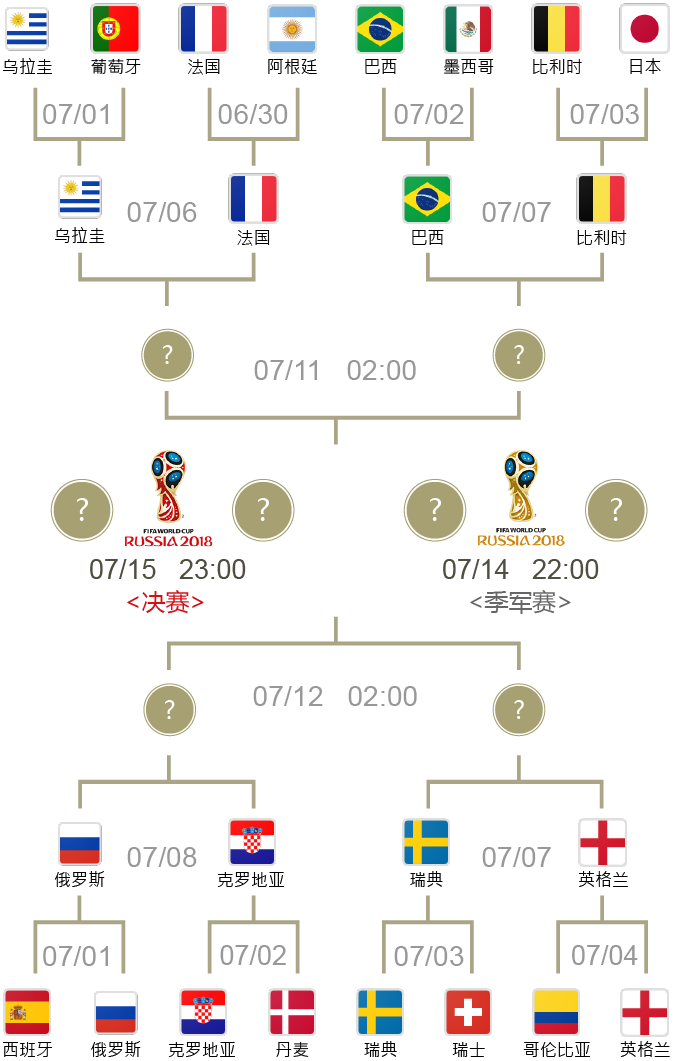 乌拉圭 葡萄牙 法国 阿根廷 巴西 墨西哥 比利时 日本
07/01 06/30 07/02 07/03
07/06 07/07
乌拉圭 法国 巴西 比利时
? ?
07/11 02:00
? ? ? ?
FIFA WORLD CUP FIFA WORLD CUP
RUSSIA 2018 RUSSIA 2018
07/15 23:00 07/14 22:00
<决赛> <季军赛>
07/12 02:00
? ?
07/08 07/07
俄罗斯 克罗地亚 瑞典 英格兰
07/01 07/02 07/03 07/04
西班牙 俄罗斯 克罗地亚 丹麦 瑞典 瑞士 哥伦比亚 英格兰